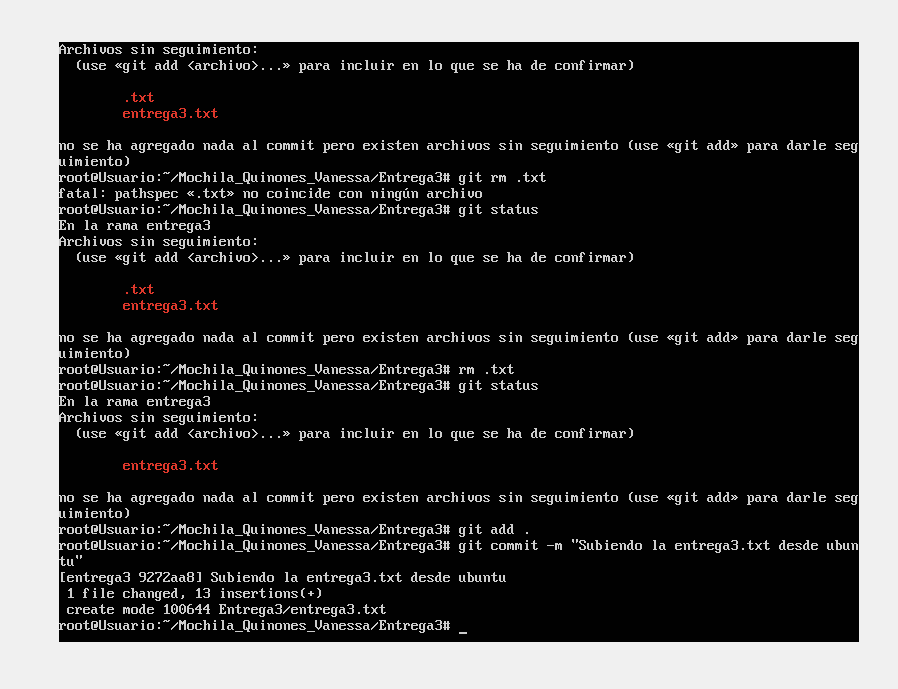 Archivos sin seguimiento:
  (use «git add <archivo>...» para incluir en lo que se ha de confirmar)
        .txt
        entrega3.txt
no se ha agregado nada al commit pero existen archivos sin seguimiento (use «git add» para darle seg
uimiento)
root@Usuario:~/Mochila_Quinones_Vanessa/Entrega3# git rm .txt
fatal: pathspec «.txt» no coincide con ningún archivo
root@Usuario:~/Mochila_Quinones_Vanessa/Entrega3# git status
En la rama entrega3
Archivos sin seguimiento:
  (use «git add <archivo>...» para incluir en lo que se ha de confirmar)
        .txt
        entrega3.txt
no se ha agregado nada al commit pero existen archivos sin seguimiento (use «git add» para darle seg
uimiento)
root@Usuario:~/Mochila_Quinones_Vanessa/Entrega3# rm .txt
root@Usuario:~/Mochila_Quinones_Vanessa/Entrega3# git status
En la rama entrega3
Archivos sin seguimiento:
  (use «git add <archivo>...» para incluir en lo que se ha de confirmar)
        entrega3.txt
no se ha agregado nada al commit pero existen archivos sin seguimiento (use «git add» para darle seg
uimiento)
root@Usuario:~/Mochila_Quinones_Vanessa/Entrega3# git add .
root@Usuario:~/Mochila_Quinones_Vanessa/Entrega3# git commit -m "Subiendo la entrega3.txt desde ubun
tu"
[entrega3 9272aa8] Subiendo la entrega3.txt desde ubuntu
 1 file changed, 13 insertions(+)
 create mode 100644 Entrega3/entrega3.txt
root@Usuario:~/Mochila_Quinones_Vanessa/Entrega3# _